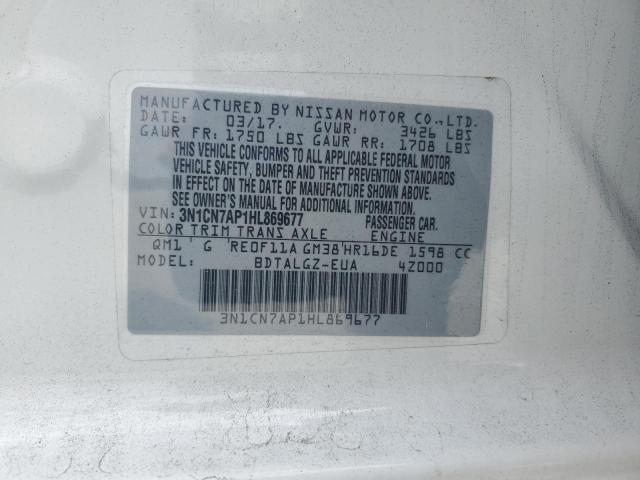 MANUFACTURED BY NISSAN MOTOR CO.,LTD.
DATE: 03/17. GVWR: 3426 LBS
GAWR FR: 1750 LBS GAWR RR: 1708 LBS
THIS VEHICLE CONFORMS TO ALL APPLICABLE FEDERAL MOTOR
VEHICLE SAFETY, BUMPER AND THEFT PREVENTION STANDARDS
IN EFFECT ON THE DATE OF MANUFACTURE SHOWN ABOVE.
SEE OWNER'S MANUAL FOR ADDITIONAL INFORMATION.
VIN: 3N1CN7AP1HL869677 PASSENGER CAR.
COLOR TRIM TRANS AXLE ENGINE
QM1 G RE0F11A GM38 HR16DE 1598 CC
MODEL: BDTALGZ-EUA 4Z000
3N1CN7AP1HL869677